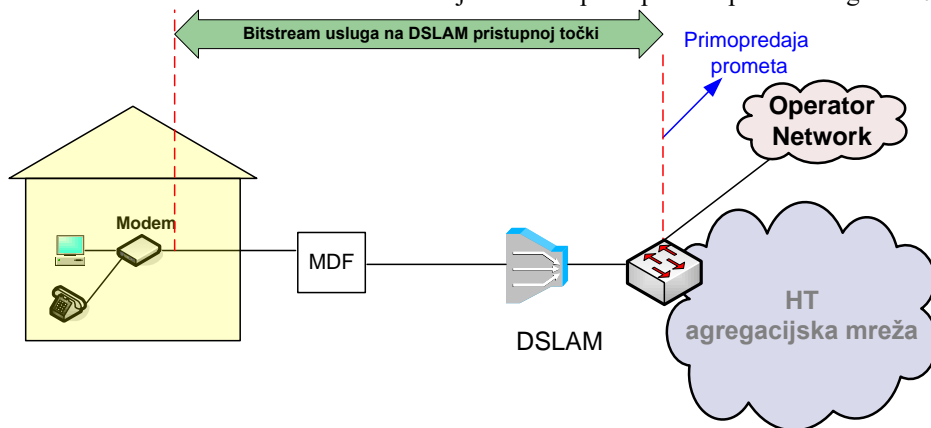 Bitstream usluga na DSLAM pristupnoj točki
Primopredaja
prometa
Operator
Network
Modem
MDF
DSLAM
HT
agregacijska mreža